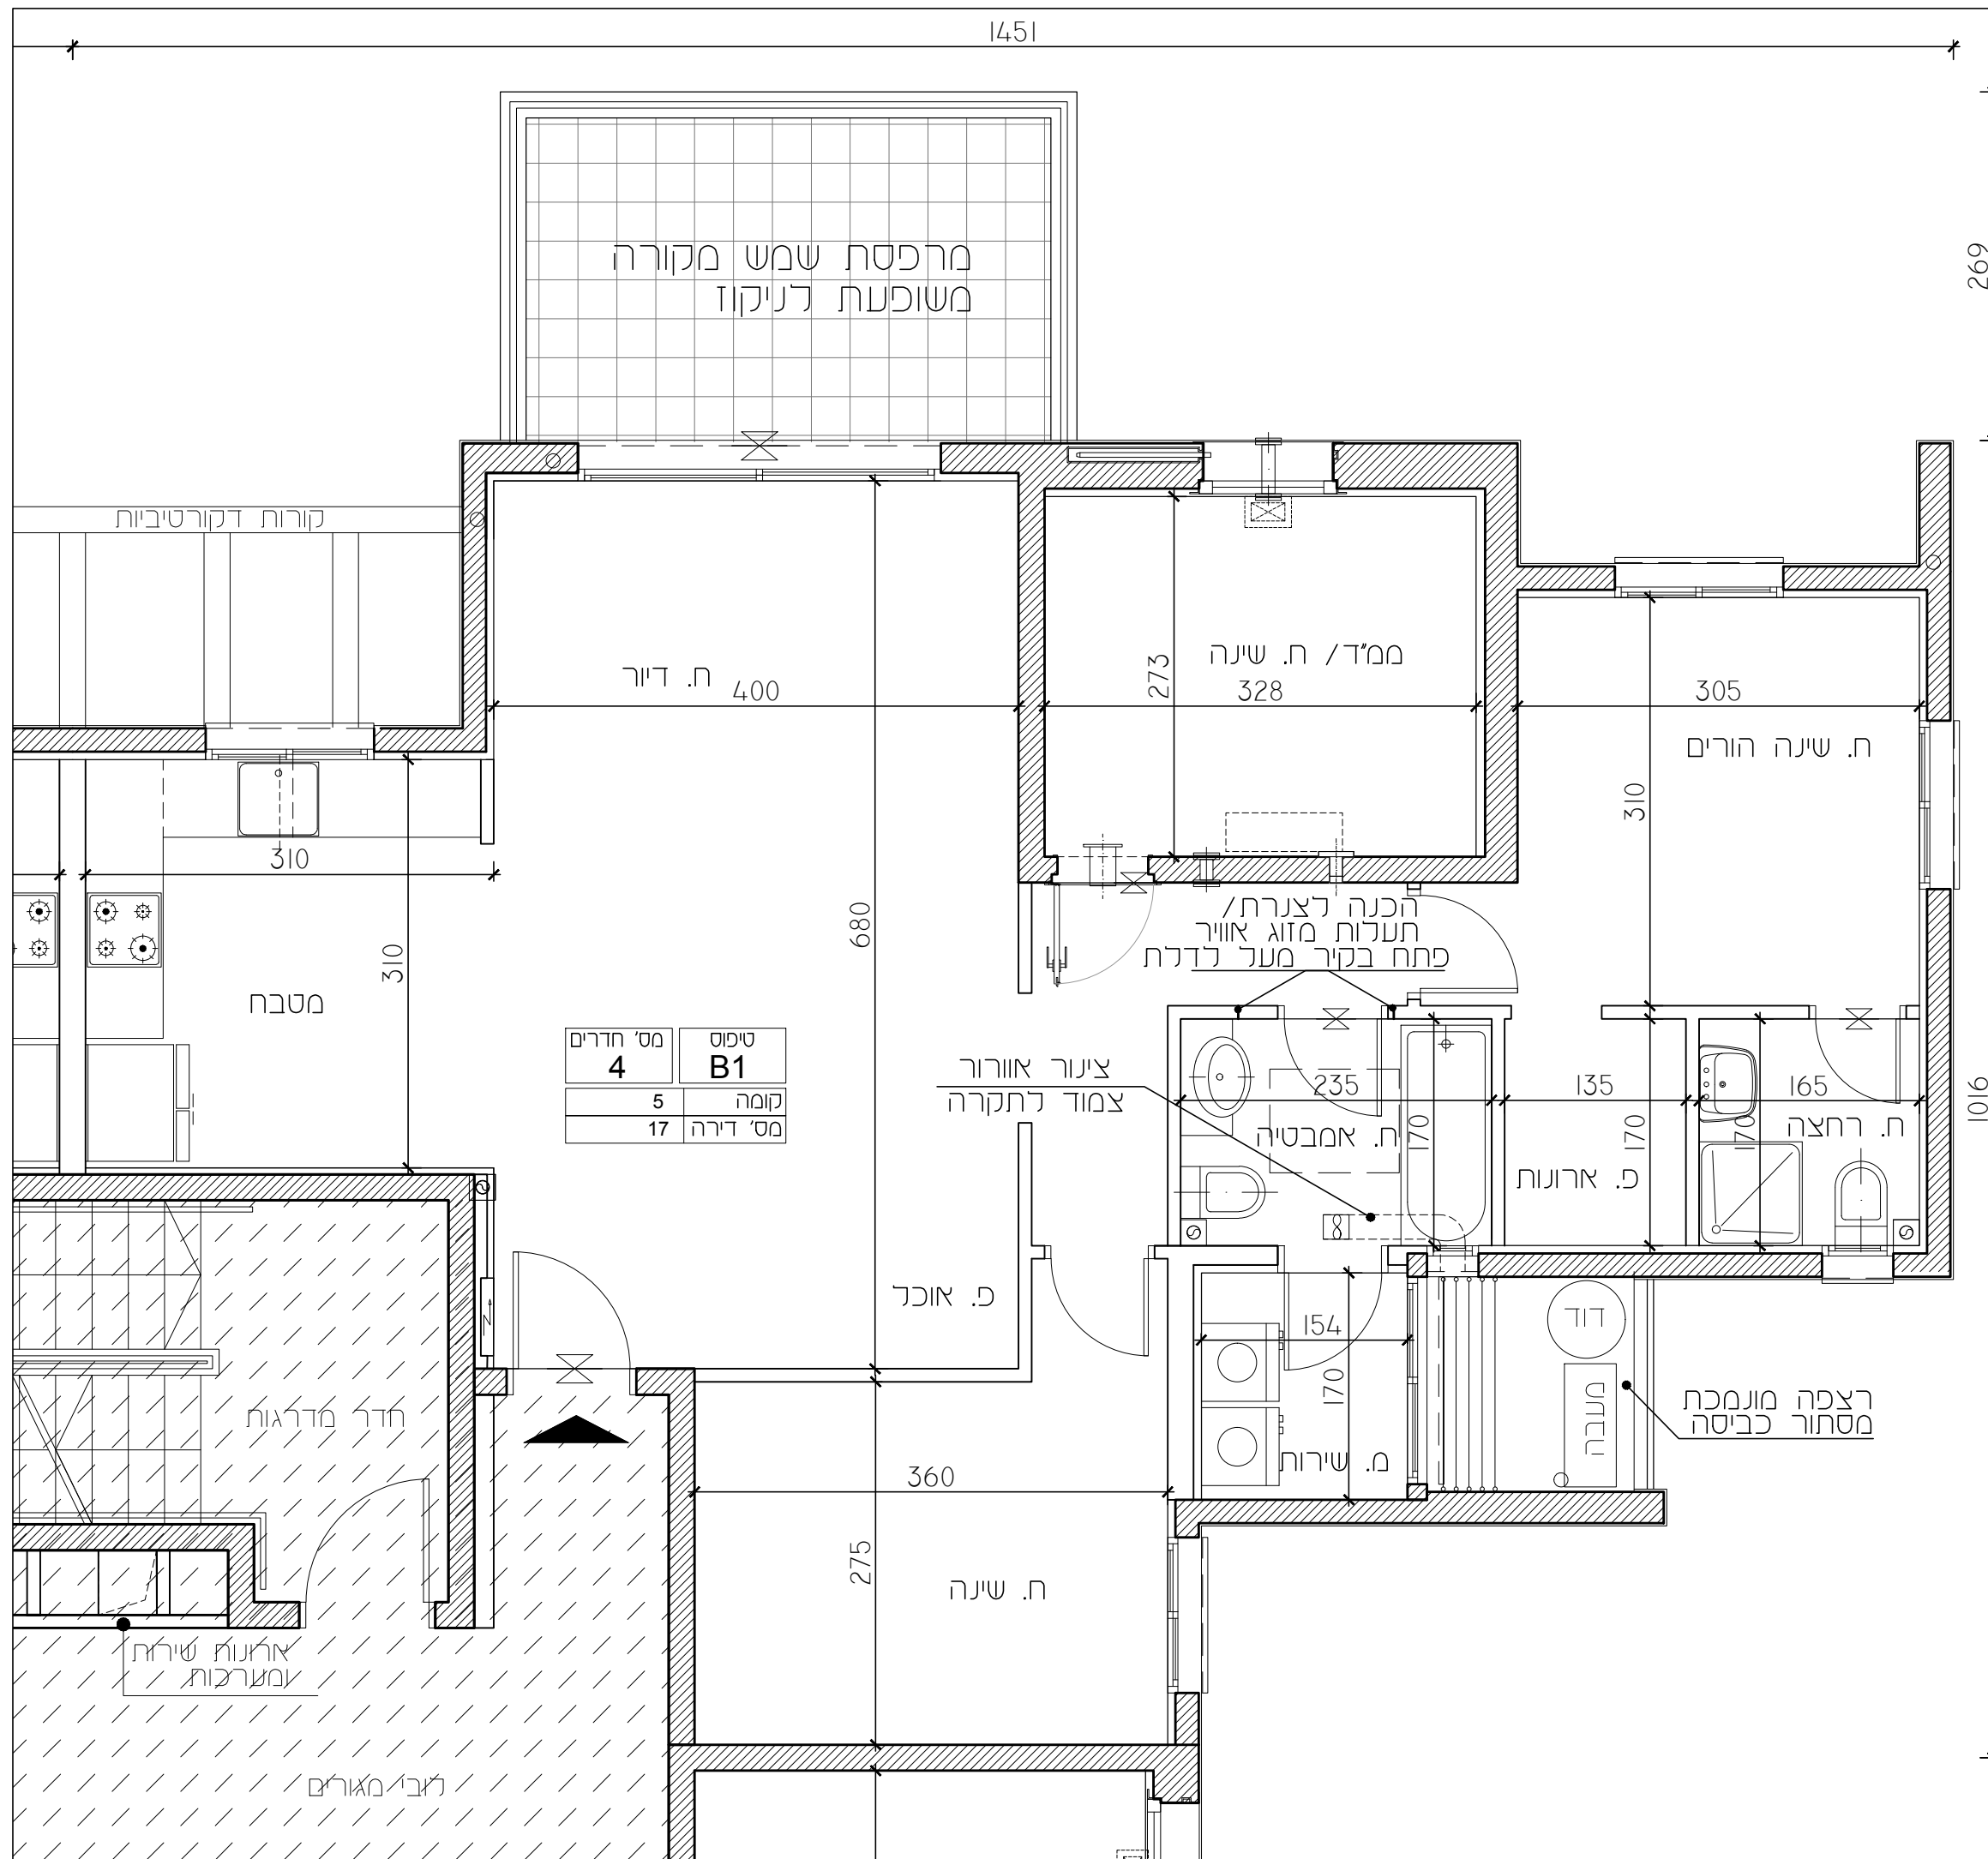 1451
269
מרפסת שמש מקורה
משופעת לניקוז
קורות דקורטיביות
ח. דיור
400
ממ"ד/ ח. שינה
273
328
305
ח. שינה הורים
310
310
310
680
מטבח
הכנה לצנרת/
תעלות מזוג אוויר
פתח בקיר מעל לדלת
טיפוס
B1
מס' חדרים
4
קומה 5
מס' דירה 17
צינור אוורור
צמוד לתקרה
235
135
165
1016
ח. אמבטיה
170
170
170
ח. רחצה
פ. ארונות
פ. אוכל
154
170
דוד
מעבה
רצפה מונמכת
מסתור כביסה
חדר מדרגות
מ. שירות
360
275
ח. שינה
ארונות שירות
ומערכות
לובי מגורים